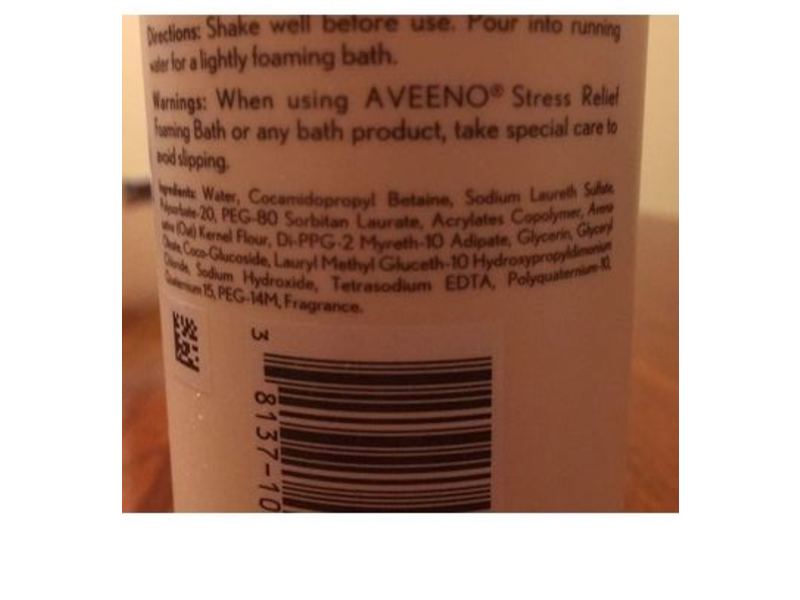 Directions: Shake well before use. Pour into running
water for a lightly foaming bath.
Warnings: When using AVEENO® Stress Relief
Foaming Bath or any bath product, take special care to
avoid slipping.
Ingredients: Water, Cocamidopropyl Betaine, Sodium Laureth Sulfate,
Polysorbate-20, PEG-80 Sorbitan Laurate, Acrylates Copolymer, Avena
Sativa (Oat) Kernel Flour, Di-PPG-2 Myreth-10 Adipate, Glycerin, Glyceryl
Oleate, Coco-Glucoside, Lauryl Methyl Gluceth-10 Hydroxypropyldimonium
Chloride, Sodium Hydroxide, Tetrasodium EDTA, Polyquaternium-10,
Quaternium 15, PEG-14M, Fragrance.
3
8137-10